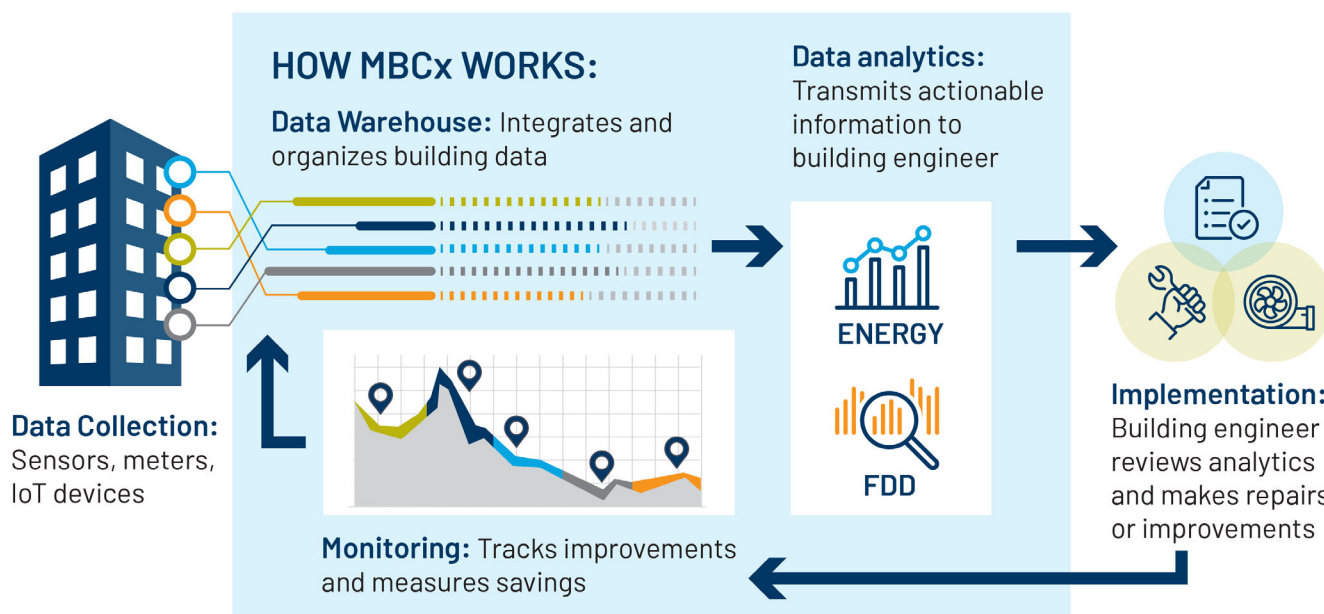 HOW MBCx WORKS:
Data Warehouse: Integrates and
organizes building data
Data analytics:
Transmits actionable
information to
building engineer
ENERGY
FDD
Data Collection:
Sensors, meters,
IoT devices
Implementation:
Building engineer
reviews analytics
and makes repairs
or improvements
Monitoring: Tracks improvements
and measures savings